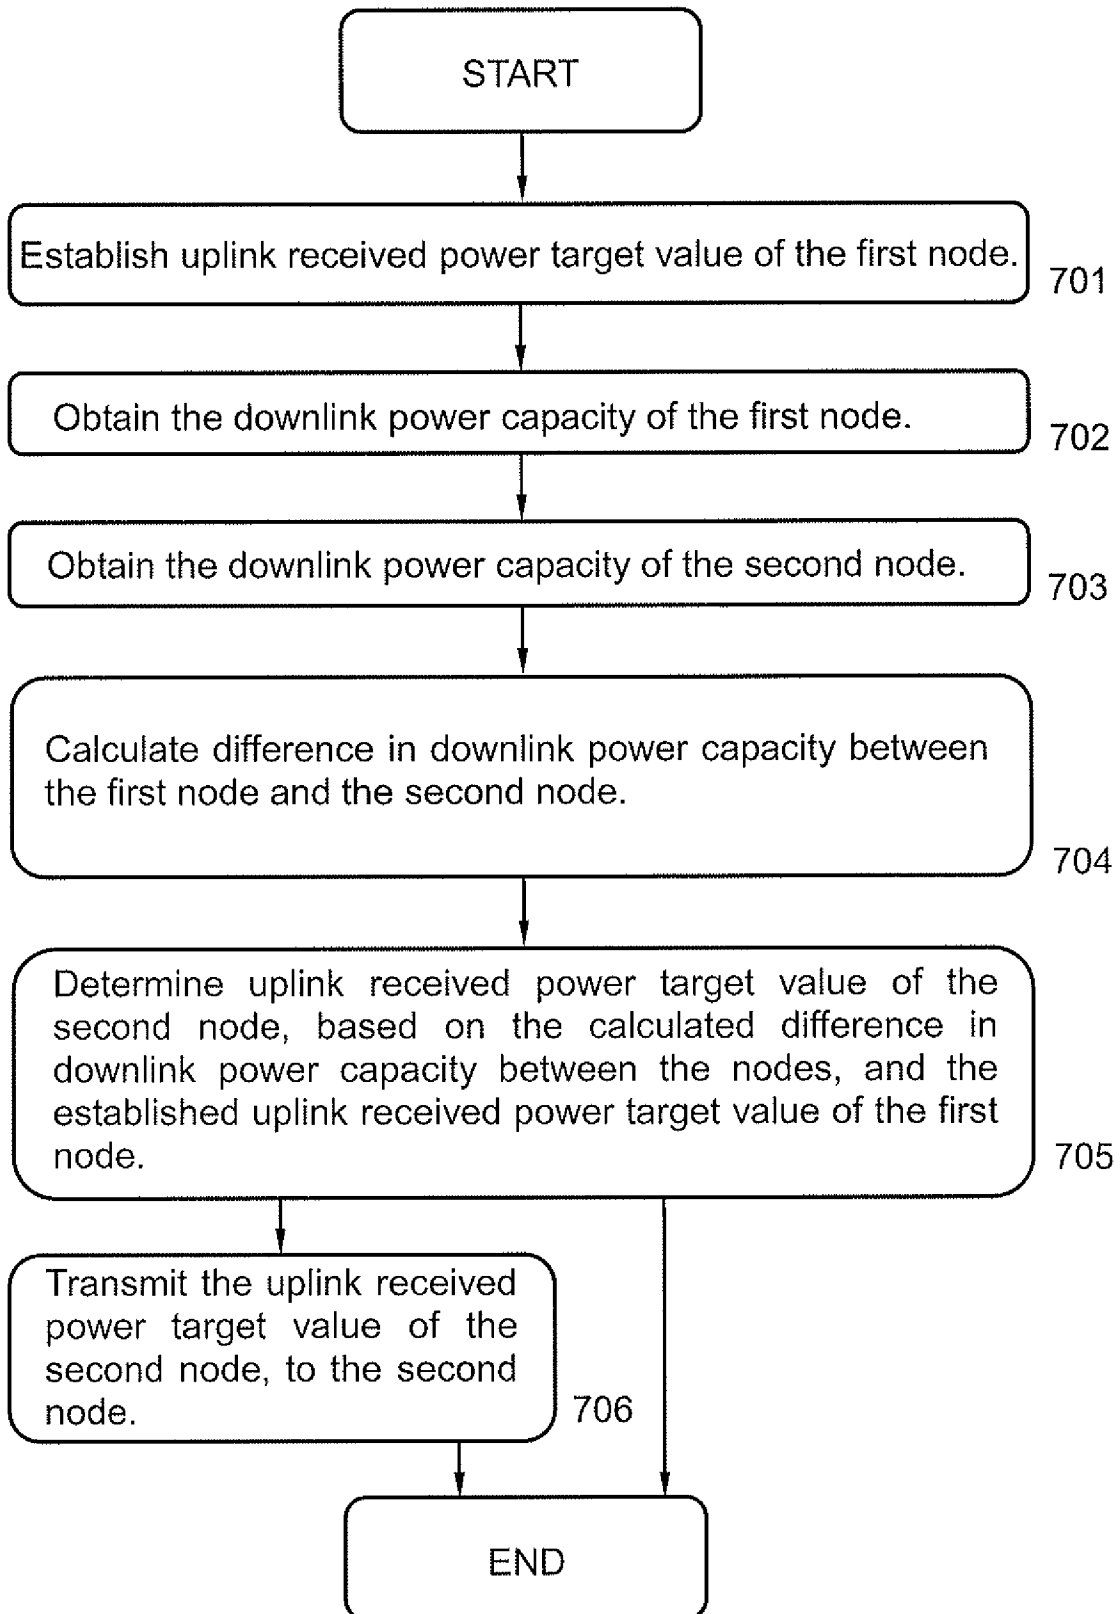 START
Establish uplink received power target value of the first node.
701
Obtain the downlink power capacity of the first node.
702
Obtain the downlink power capacity of the second node.
703
Calculate difference in downlink power capacity between
the first node and the second node.
704
Determine uplink received power target value of the
second node, based on the calculated difference in
downlink power capacity between the nodes, and the
established uplink received power target value of the first
node.
705
Transmit the uplink received
power target value of the
second node, to the second
node.
706
END